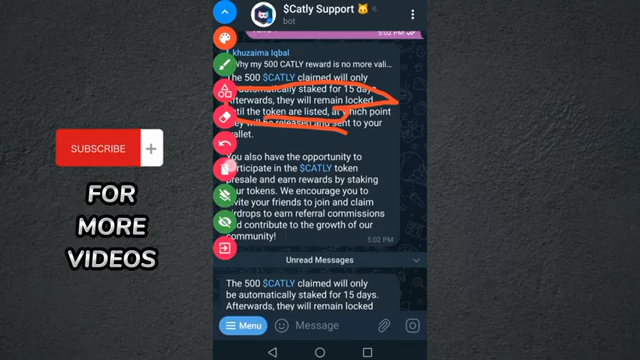 $Catly Support
bot
5:02 PM
khuzaima Iqbal
Why my 500 CATLY reward is no more vali...
The 500 $CATLY claimed will only
automatically staked for 15 days.
Afterwards, they will remain locked
until the token are listed, at which point
they will be released and sent to your
wallet.
You also have the opportunity to
participate in the $CATLY token
presale and earn rewards by staking
your tokens. We encourage you to
invite your friends to join and claim
airdrops to earn referral commissions
and contribute to the growth of our
community!
5:02 PM
Unread Messages
The 500 $CATLY claimed will only
be automatically staked for 15 days.
Afterwards, they will remain locked
Menu
Message
SUBSCRIBE +
FOR
MORE
VIDEOS